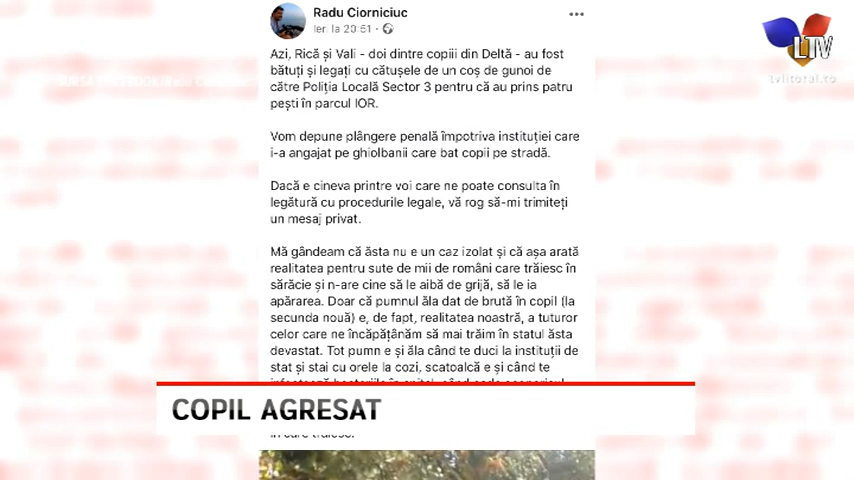 Radu Ciorniciuc
Ieri la 20:51
Azi, Rică și Vali - doi dintre copiii din Deltă - au fost
bătuți și legați cu cătușele de un coș de gunoi de
către Poliția Locală Sector 3 pentru că au prins patru
pești în parcul IOR.
Vom depune plângere penală împotriva instituției care
i-a angajat pe ghiolbanii care bat copii pe stradă.
Dacă e cineva printre voi care ne poate consulta în
legătură cu procedurile legale, vă rog să-mi trimiteți
un mesaj privat.
Mă gândeam că ăsta nu e un caz izolat și că așa arată
realitatea pentru sute de mii de români care trăiesc în
sărăcie și n-are cine să le aibă de grijă, să le ia
apărarea. Doar că pumnul ăla dat de brută în copil (la
secunda nouă) e, de fapt, realitatea noastră, a tuturor
celor care ne încăpățânăm să mai trăim în statul ăsta
devastat. Tot pumn e și ăla când te duci la instituții de
stat și stai cu orele la cozi, scatoalcă e și când te
COPIL AGRESAT
în care trăiesc.
LTV
tvlitoral.ro